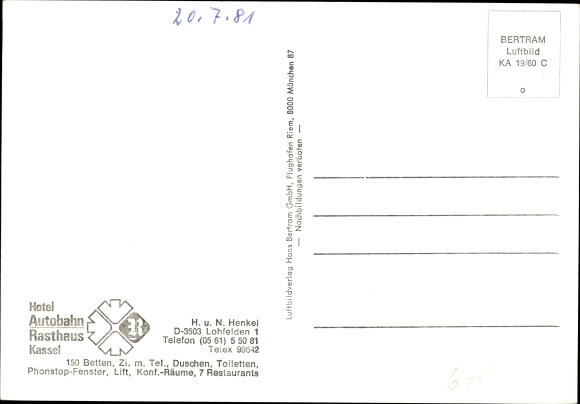 20.7.81
BERTRAM
Luftbild
KA 19/60 C
Luftbildverlag Hans Bertram GmbH, Flughafen Riem, 8000 München 87
— Nachbildungen verboten —
Hotel
Autobahn
Rasthaus
Kassel
R
H. u. N. Henkel
D-3503 Lohfelden 1
Telefon (05 61) 5 50 81
Telex 99642
150 Betten, Zi. m. Tel., Duschen, Toiletten,
Phonstop-Fenster, Lift, Konf.-Räume, 7 Restaurants